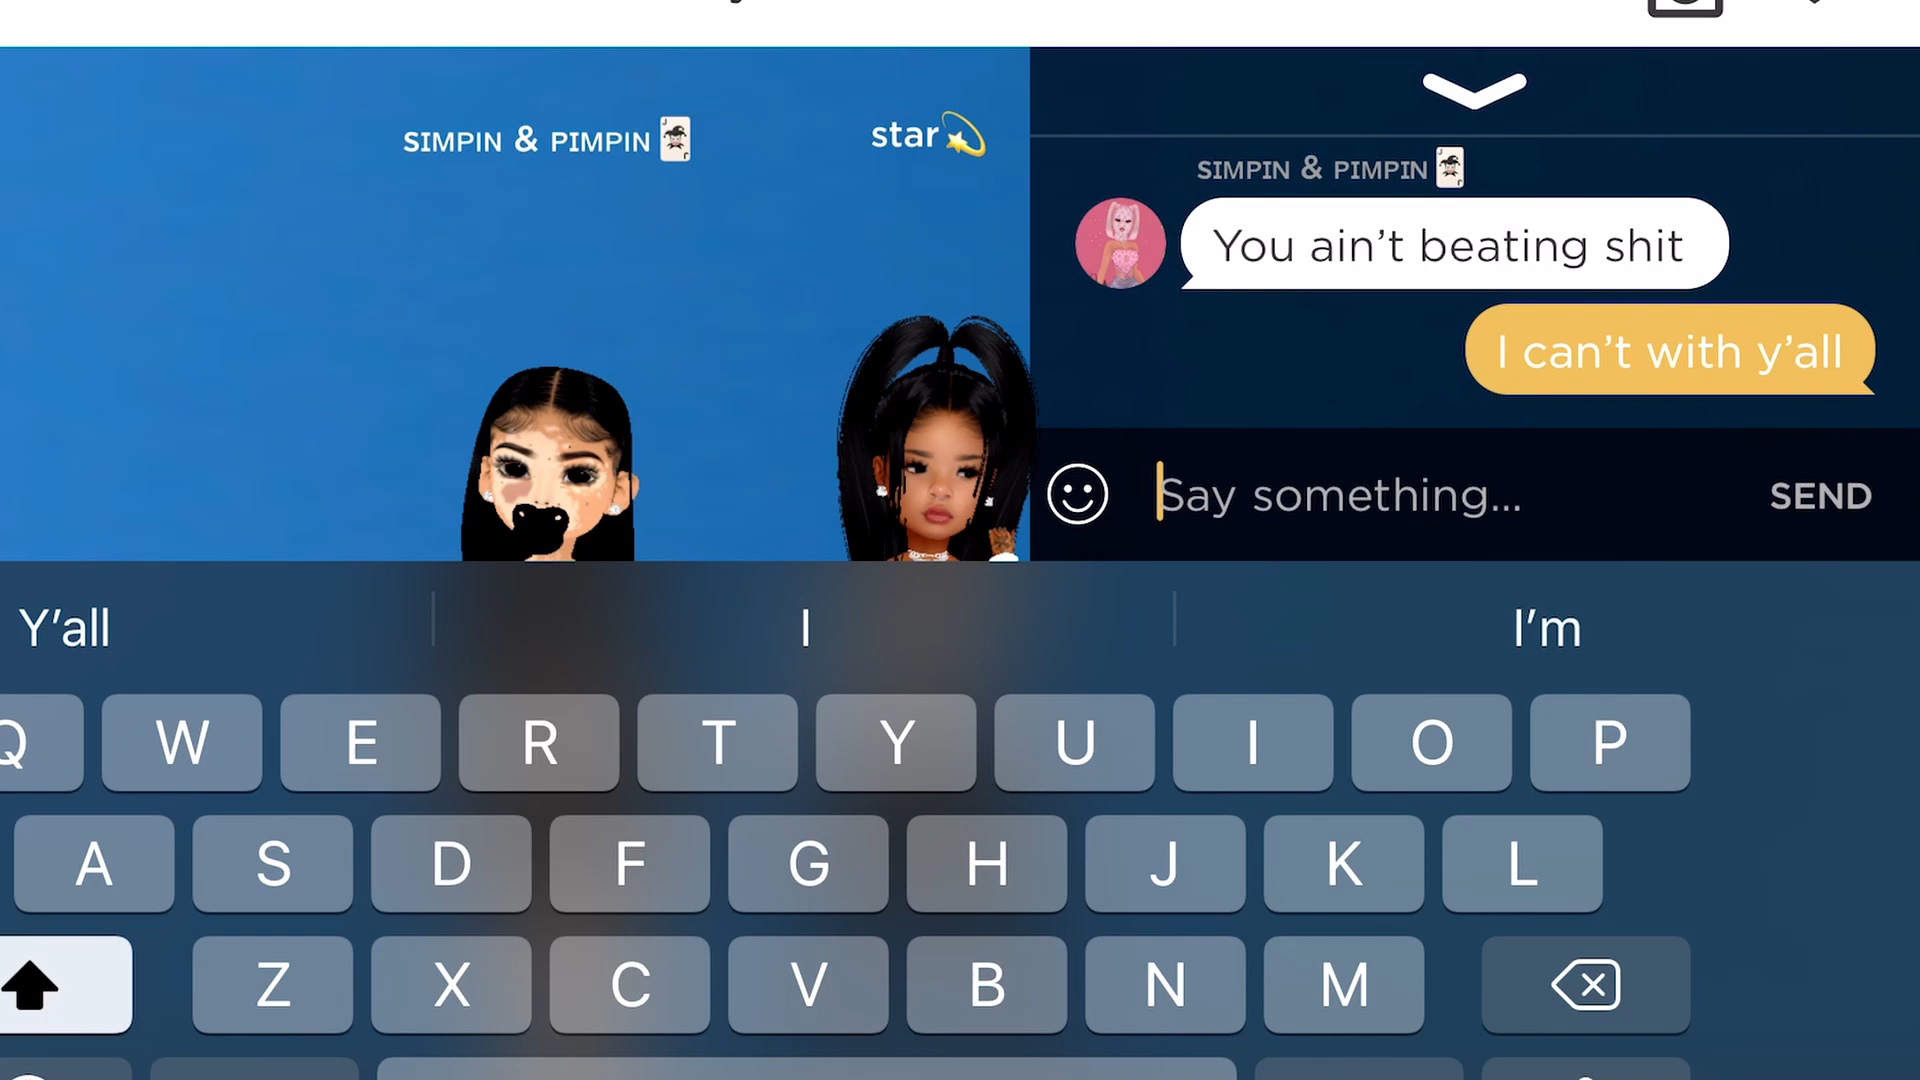 SIMPIN & PIMPIN🃏
star💫
SIMPIN & PIMPIN🃏
You ain’t beating shit
I can’t with y’all
Say something...
SEND
Y’all
I
I’m
Q W E R T Y U I O P
A S D F G H J K L
Z X C V B N M